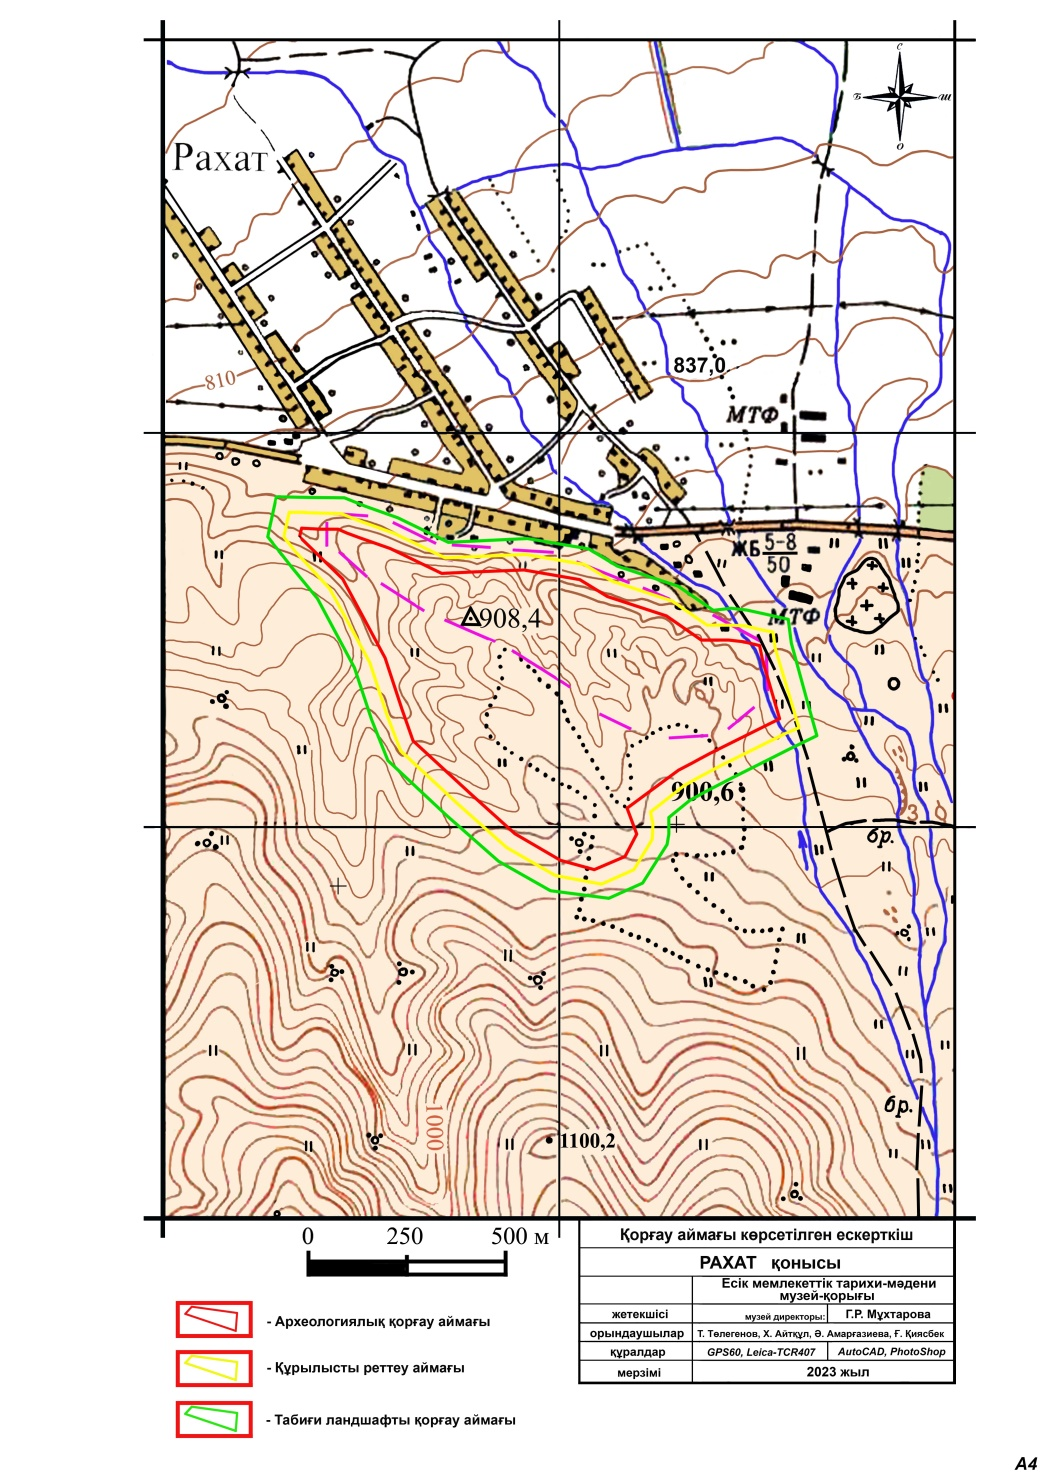 с
Б
Ш
О
Рахат
810
837,0
МТФ
ЖБ 5-8
50
МТФ
908,4
900,6
3
бр.
бр.
1000
1100,2
0 250 500 м
Қорғау аймағы көрсетілген ескерткіш
РАХАТ қонысы
Есік мемлекеттік тарихи-мәдени
музей-қорығы
жетекшісі музей директоры: Г.Р. Мұхтарова
орындаушылар Т. Төлегенов, Х. Айтқұл, Ә. Амарғазиева, Ғ. Қиясбек
құралдар GPS60, Leica-TCR407 AutoCAD, PhotoShop
мерзімі 2023 жыл
- Археологиялық қорғау аймағы
- Құрылысты реттеу аймағы
- Табиғи ландшафты қорғау аймағы
А4